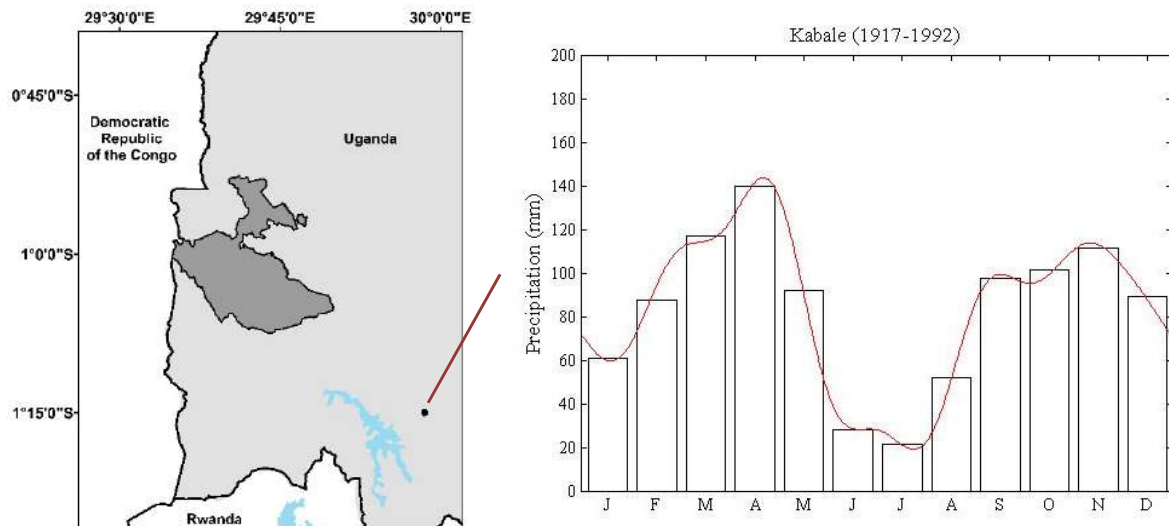 29°30'0"E 29°45'0"E 30°0'0"E
0°45'0"S
1°0'0"S
1°15'0"S
Democratic
Republic
of the Congo
Uganda
Rwanda
Kabale (1917-1992)
Precipitation (mm)
200
180
160
140
120
100
80
60
40
20
0
J F M A M J J A S O N D